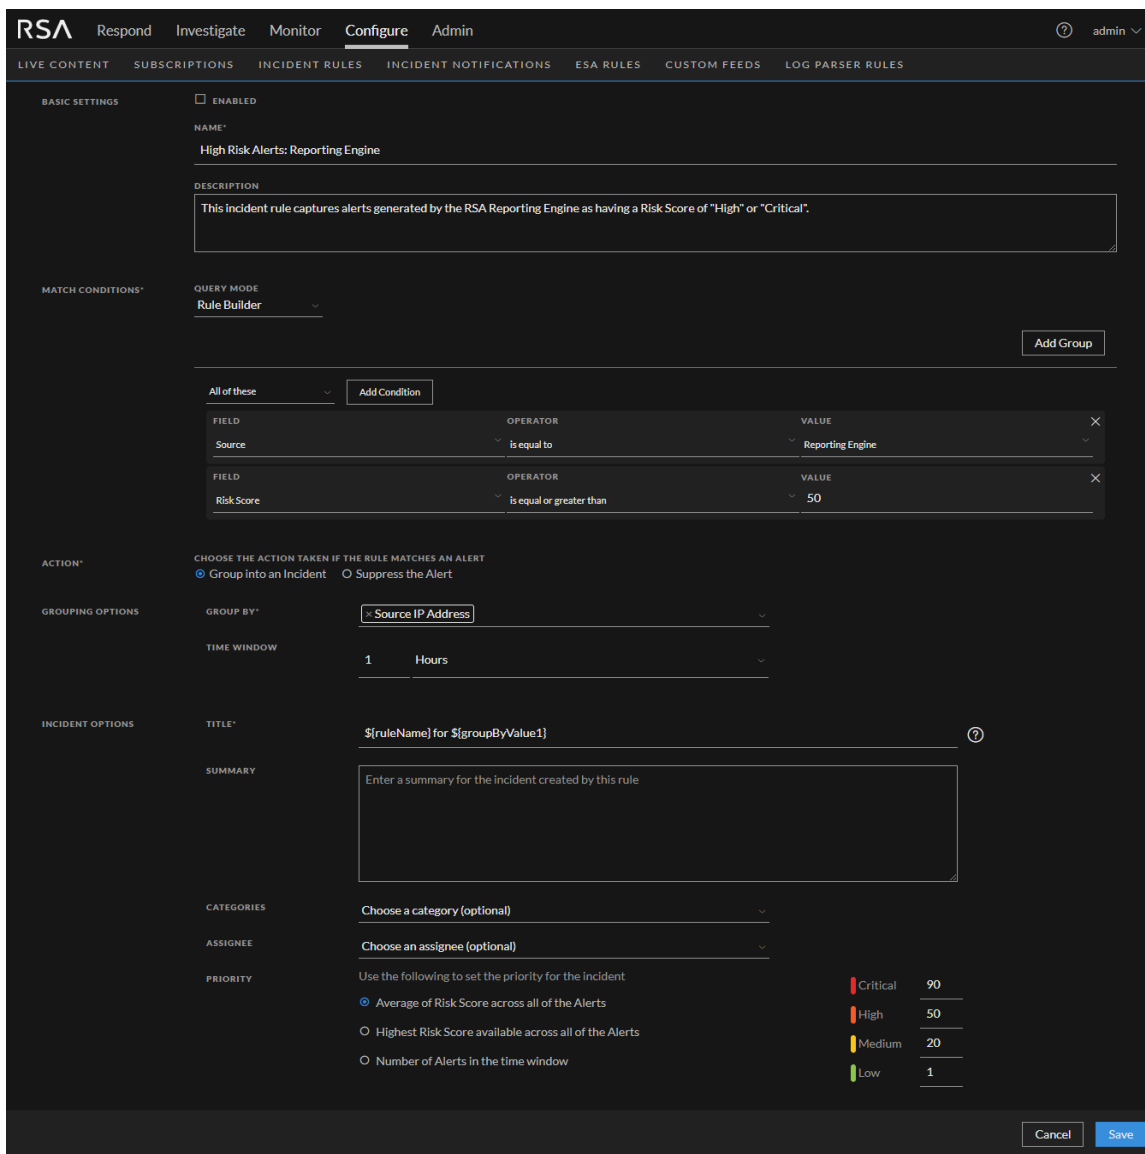 RSA Respond Investigate Monitor Configure Admin admin
LIVE CONTENT SUBSCRIPTIONS INCIDENT RULES INCIDENT NOTIFICATIONS ESA RULES CUSTOM FEEDS LOG PARSER RULES
BASIC SETTINGS ENABLED
NAME*
High Risk Alerts: Reporting Engine
DESCRIPTION
This incident rule captures alerts generated by the RSA Reporting Engine as having a Risk Score of "High" or "Critical".
MATCH CONDITIONS* QUERY MODE
Rule Builder
Add Group
All of these Add Condition
FIELD OPERATOR VALUE
Source is equal to Reporting Engine
FIELD OPERATOR VALUE
Risk Score is equal or greater than 50
ACTION* CHOOSE THE ACTION TAKEN IF THE RULE MATCHES AN ALERT
Group into an Incident Suppress the Alert
GROUPING OPTIONS GROUP BY* × Source IP Address
TIME WINDOW
1 Hours
INCIDENT OPTIONS TITLE*
${ruleName} for ${groupByValue1}
SUMMARY
Enter a summary for the incident created by this rule
CATEGORIES Choose a category (optional)
ASSIGNEE Choose an assignee (optional)
PRIORITY Use the following to set the priority for the incident
Critical 90
Average of Risk Score across all of the Alerts
High 50
Highest Risk Score available across all of the Alerts
Medium 20
Number of Alerts in the time window
Low 1
Cancel Save